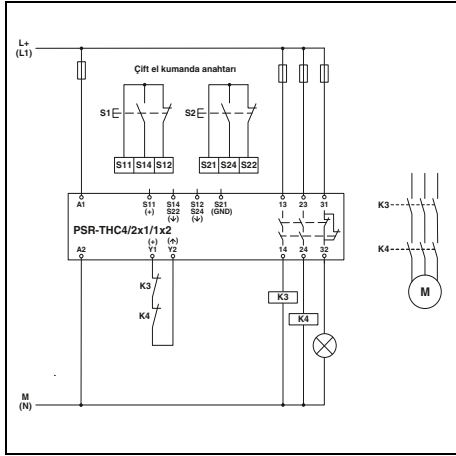 L+
(L1)
Çift el kumanda anahtarı
S1
S2
S11 S14 S12
S21 S24 S22
A1
S11
(+)
S14
S22
(↓)
S12
S24
(↓)
S21
(GND)
13
23
31
PSR-THC4/2x1/1x2
A2
(+)
Y1
(↑)
Y2
14
24
32
K3
K4
K3
K4
K3
K4
M
M
(N)